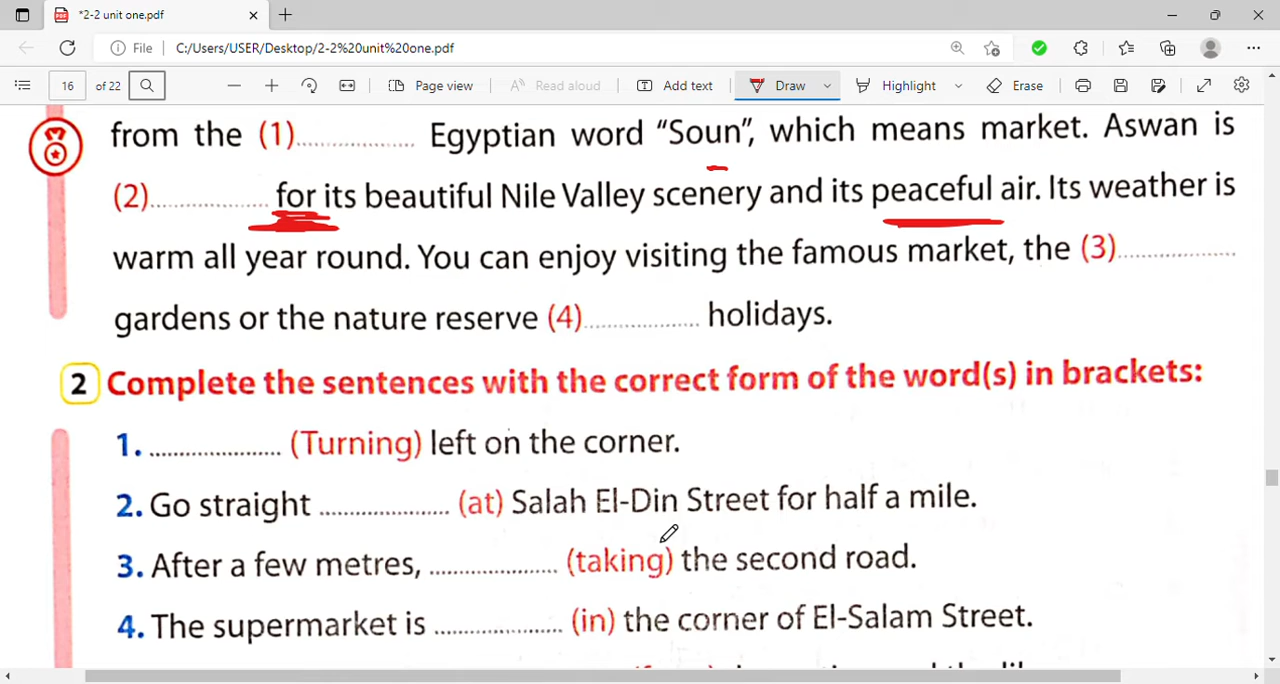 *2-2 unit one.pdf
File C:/Users/USER/Desktop/2-2%20unit%20one.pdf
16 of 22 Page view Read aloud Add text Draw Highlight Erase
from the (1).................. Egyptian word “Soun”, which means market. Aswan is
(2).................. for its beautiful Nile Valley scenery and its peaceful air. Its weather is
warm all year round. You can enjoy visiting the famous market, the (3)..................
gardens or the nature reserve (4).................. holidays.
2 Complete the sentences with the correct form of the word(s) in brackets:
1. .................... (Turning) left on the corner.
2. Go straight .................... (at) Salah El-Din Street for half a mile.
3. After a few metres, .................... (taking) the second road.
4. The supermarket is .................... (in) the corner of El-Salam Street.